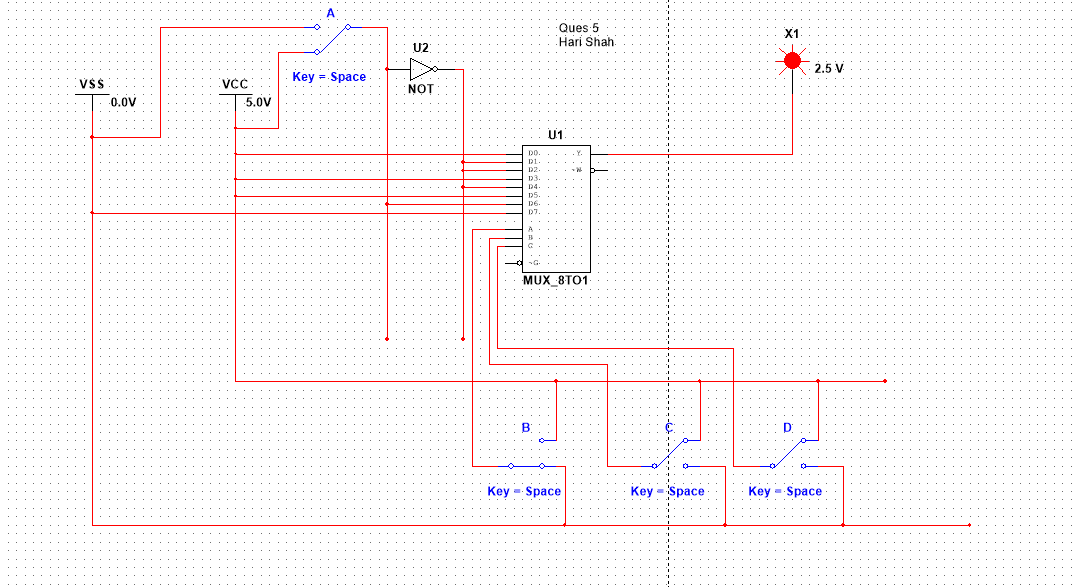 A
Ques 5
Hari Shah
X1
U2
2.5 V
Key = Space
NOT
VSS
0.0V
VCC
5.0V
U1
D0
D1
D2
D3
D4
D5
D6
D7
A
B
C
~G
Y
~W
MUX_8TO1
B
C
D
Key = Space
Key = Space
Key = Space